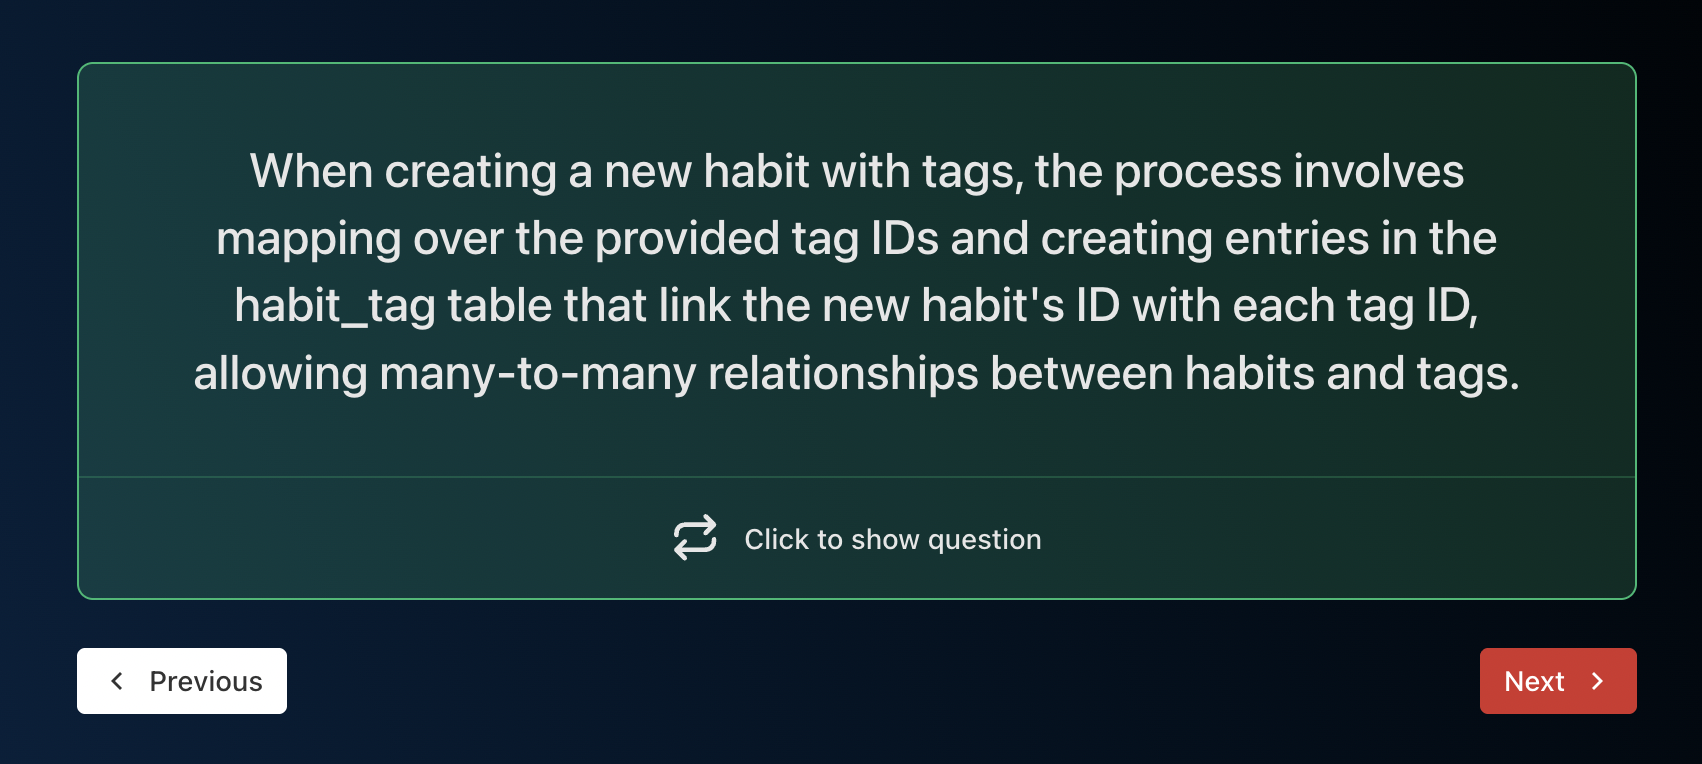 When creating a new habit with tags, the process involves
mapping over the provided tag IDs and creating entries in the
habit_tag table that link the new habit's ID with each tag ID,
allowing many-to-many relationships between habits and tags.
Click to show question
Previous
Next